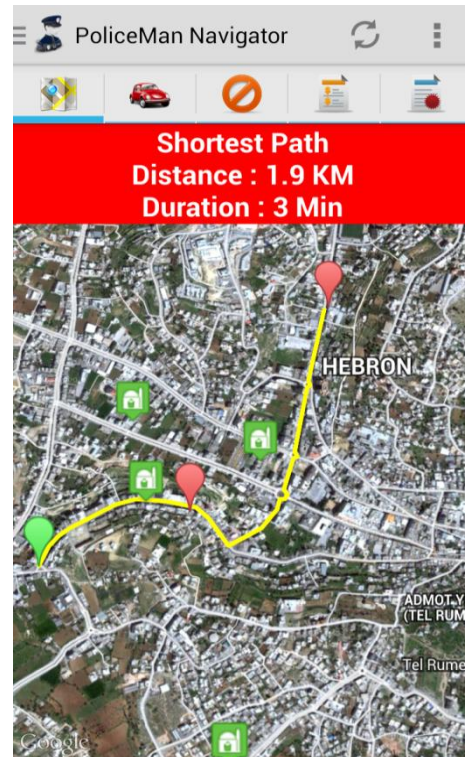 PoliceMan Navigator
Shortest Path
Distance : 1.9 KM
Duration : 3 Min
HEBRON
ADMOT Y
(TEL RUM
Tel Rume
Google